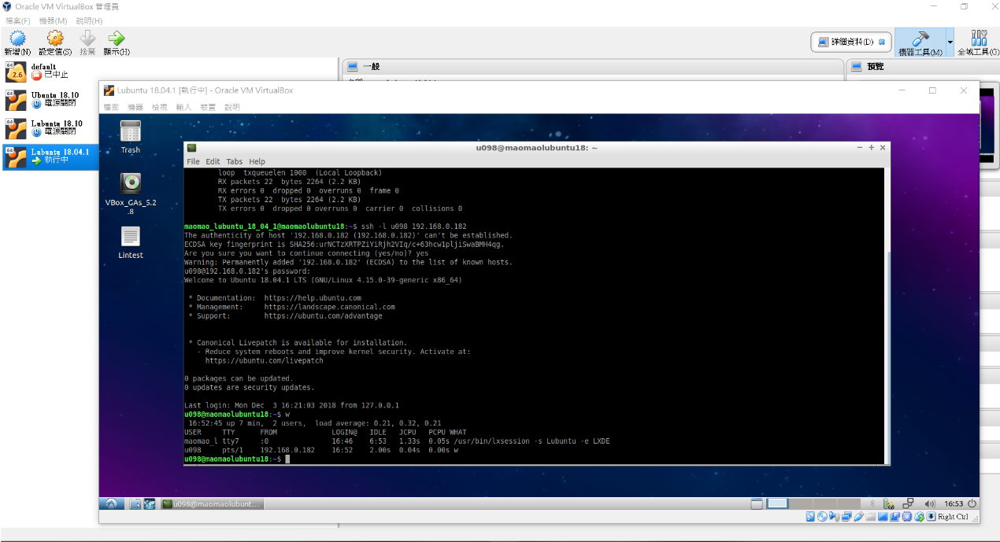 Oracle VM VirtualBox 管理員
檔案(F) 機器(M) 說明(H)
新增(N) 設定值(S) 捨棄 顯示(H)
詳細資料(D) 機器工具(M) 全域工具(G)
64
2.6
default
已中止
64
Ubuntu 18.10
電源關閉
64
Lubuntu 18.10
電源關閉
64
Lubuntu 18.04.1
執行中
一般
預覽
Lubuntu 18.04.1 [執行中] - Oracle VM VirtualBox
檔案 機器 檢視 輸入 裝置 說明
Trash
VBox_GAs_5.2
.8
Lintest
u098@maomaolubuntu18: ~
File Edit Tabs Help
loop  txqueuelen 1000  (Local Loopback)
RX packets 22  bytes 2264 (2.2 KB)
RX errors 0  dropped 0  overruns 0  frame 0
TX packets 22  bytes 2264 (2.2 KB)
TX errors 0  dropped 0 overruns 0  carrier 0  collisions 0
maomao_lubuntu_18_04_1@maomaolubuntu18:~$ ssh -l u098 192.168.0.182
The authenticity of host '192.168.0.182 (192.168.0.182)' can't be established.
ECDSA key fingerprint is SHA256:urNCTzXRTPZiYiRjh2VIq/c+63hcw1pljiSwaBMH4qg.
Are you sure you want to continue connecting (yes/no)? yes
Warning: Permanently added '192.168.0.182' (ECDSA) to the list of known hosts.
u098@192.168.0.182's password:
Welcome to Ubuntu 18.04.1 LTS (GNU/Linux 4.15.0-39-generic x86_64)
* Documentation:  https://help.ubuntu.com
* Management:     https://landscape.canonical.com
* Support:        https://ubuntu.com/advantage
* Canonical Livepatch is available for installation.
- Reduce system reboots and improve kernel security. Activate at:
https://ubuntu.com/livepatch
0 packages can be updated.
0 updates are security updates.
Last login: Mon Dec  3 16:21:03 2018 from 127.0.0.1
u098@maomaolubuntu18:~$ w
16:52:45 up 7 min,  2 users,  load average: 0.21, 0.32, 0.21
USER     TTY      FROM             LOGIN@   IDLE   JCPU   PCPU WHAT
maomao_l tty7     :0               16:46    6:53   1.33s  0.05s /usr/bin/lxsession -s Lubuntu -e LXDE
u098     pts/1    192.168.0.182    16:52    2.00s  0.04s  0.00s w
u098@maomaolubuntu18:~$
u098@maomaolubunt...
16:53
Right Ctrl